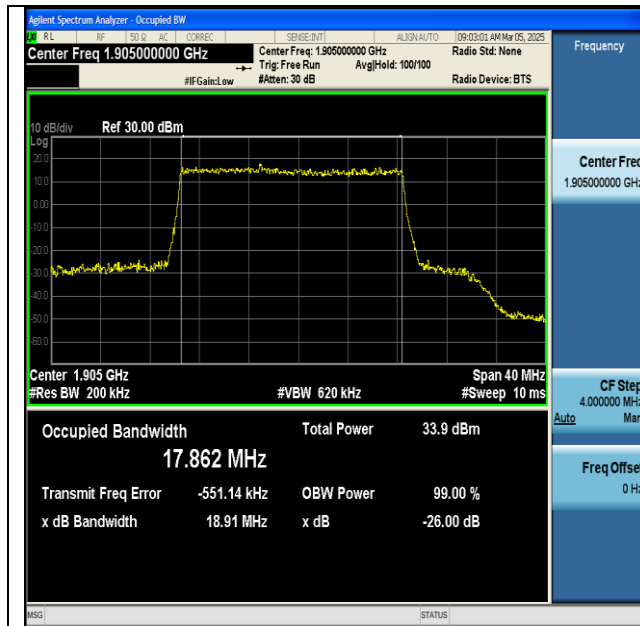 Agilent Spectrum Analyzer - Occupied BW
LXI RL RF 50 Ω AC CORREC SENSE:INT ALIGN AUTO 09:03:01 AM Mar 05, 2025
Center Freq 1.905000000 GHz
Center Freq: 1.905000000 GHz
Radio Std: None
Trig: Free Run Avg|Hold: 100/100
#IFGain:Low
#Atten: 30 dB
Radio Device: BTS
10 dB/div Ref 30.00 dBm
Log
20.0
10.0
0.00
-10.0
-20.0
-30.0
-40.0
-50.0
-60.0
Center 1.905 GHz Span 40 MHz
#Res BW 200 kHz #VBW 620 kHz #Sweep 10 ms
Occupied Bandwidth Total Power 33.9 dBm
17.862 MHz
Transmit Freq Error -551.14 kHz OBW Power 99.00 %
x dB Bandwidth 18.91 MHz x dB -26.00 dB
MSG STATUS
Frequency
Center Freq
1.905000000 GHz
CF Step
4.000000 MHz
Auto Man
Freq Offset
0 Hz